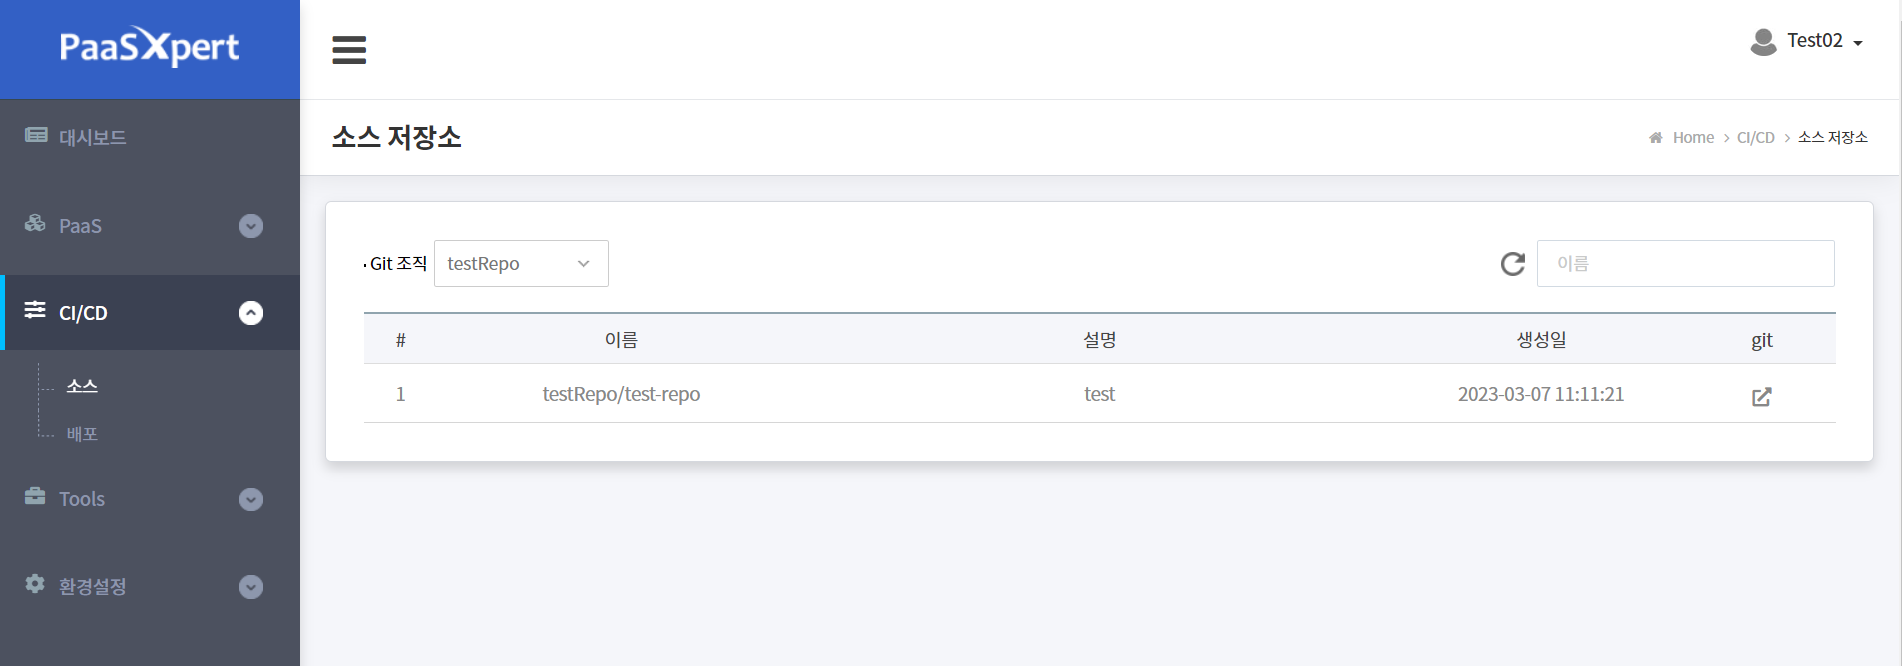 PaaSXpert
Test02
대시보드
PaaS
CI/CD
소스
배포
Tools
환경설정
소스 저장소
Home > CI/CD > 소스 저장소
Git 조직 testRepo
이름
# 이름 설명 생성일 git
1 testRepo/test-repo test 2023-03-07 11:11:21